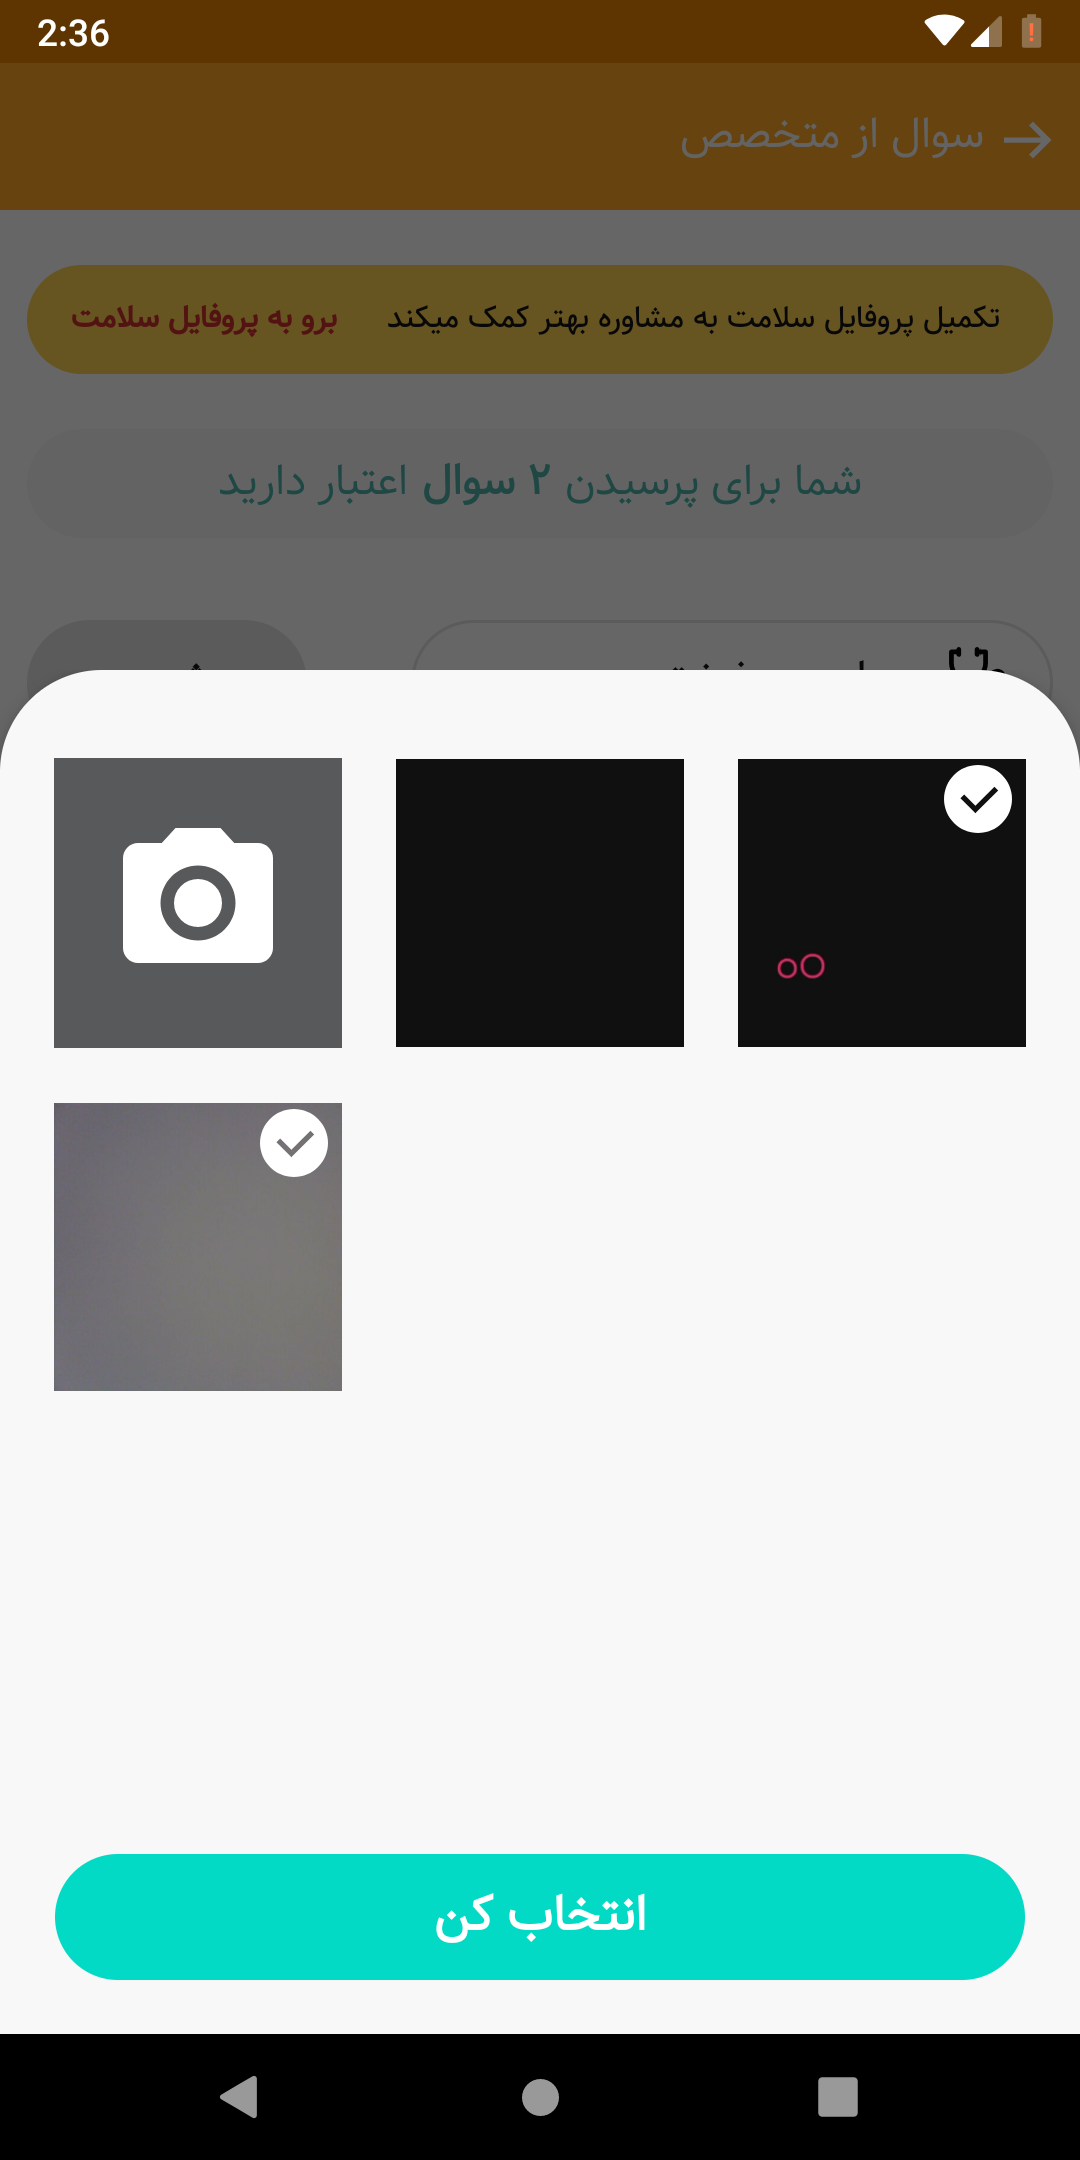 2:36
سوال از متخصص
تکمیل پروفایل سلامت به مشاوره بهتر کمک میکند برو به پروفایل سلامت
شما برای پرسیدن ۲ سوال اعتبار دارید
oO
انتخاب کن